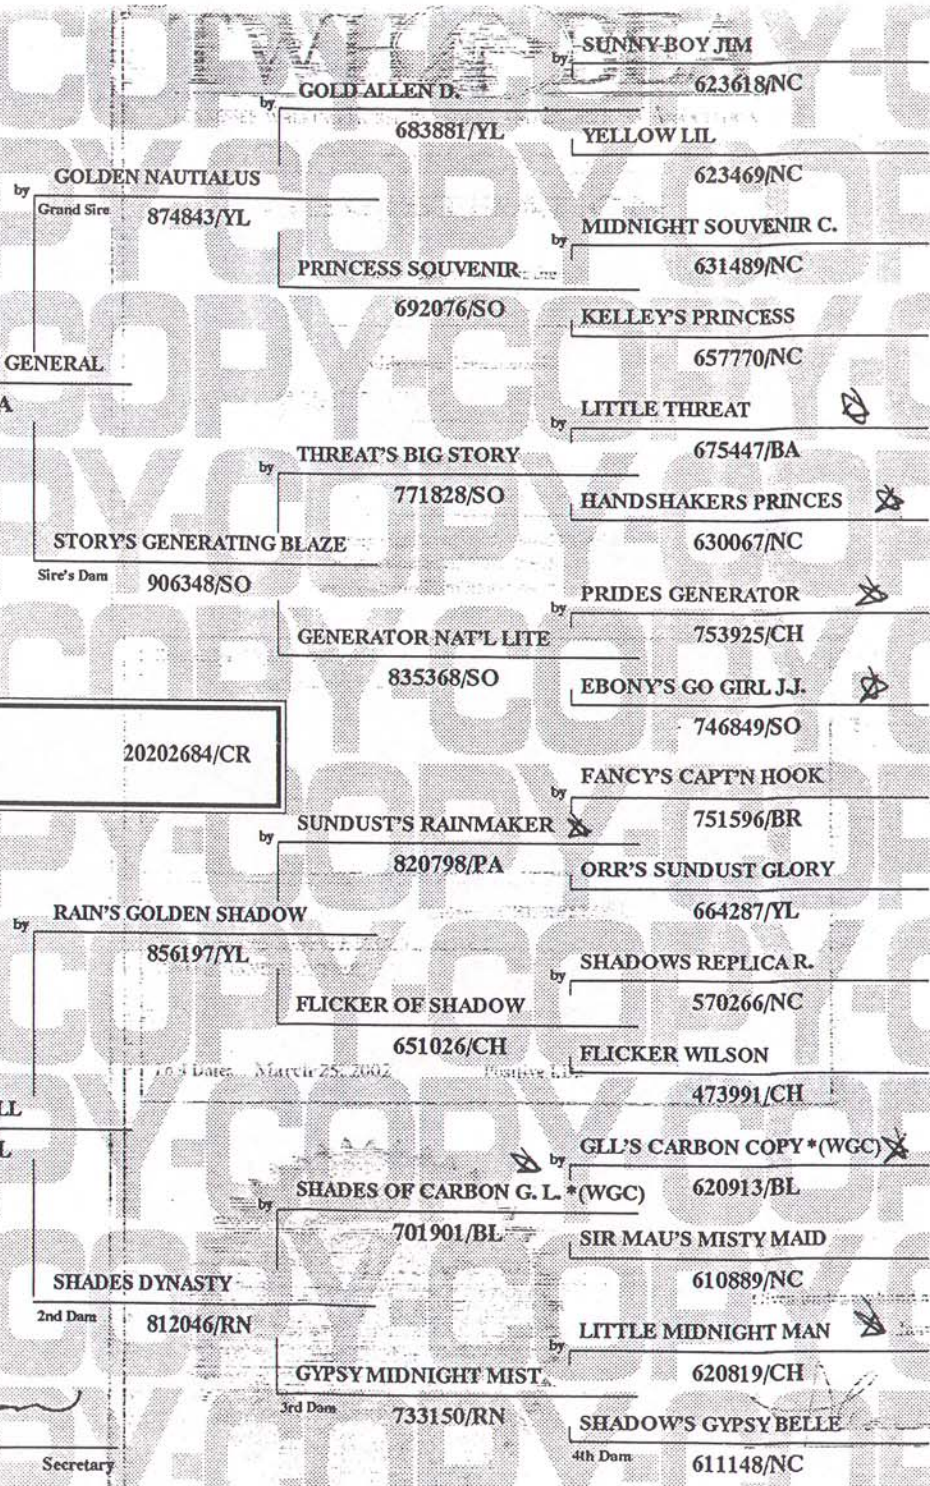 SUNNY BOY JIM
by
623618/NC
GOLD ALLEN D.
by
683881/YL
YELLOW LIL
623469/NC
GOLDEN NAUTIALUS
by
Grand Sire
874843/YL
MIDNIGHT SOUVENIR C.
by
631489/NC
PRINCESS SOUVENIR
692076/SO
KELLEY'S PRINCESS
657770/NC
GENERAL
A
LITTLE THREAT
by
675447/BA
THREAT'S BIG STORY
by
771828/SO
HANDSHAKERS PRINCES
630067/NC
STORY'S GENERATING BLAZE
Sire's Dam
906348/SO
PRIDES GENERATOR
by
753925/CH
GENERATOR NAT'L LITE
835368/SO
EBONY'S GO GIRL J.J.
746849/SO
20202684/CR
FANCY'S CAPT'N HOOK
by
751596/BR
SUNDUST'S RAINMAKER
by
820798/PA
ORR'S SUNDUST GLORY
664287/YL
RAIN'S GOLDEN SHADOW
by
856197/YL
SHADOWS REPLICA R.
by
570266/NC
FLICKER OF SHADOW
651026/CH
FLICKER WILSON
473991/CH
March 25, 2002
LL
L
GLL'S CARBON COPY *(WGC)
by
620913/BL
SHADES OF CARBON G. L. *(WGC)
by
701901/BL
SIR MAU'S MISTY MAID
610889/NC
SHADES DYNASTY
2nd Dam
812046/RN
LITTLE MIDNIGHT MAN
by
620819/CH
GYPSY MIDNIGHT MIST
3rd Dam
733150/RN
SHADOW'S GYPSY BELLE
4th Dam
611148/NC
Secretary
COPY-COPY